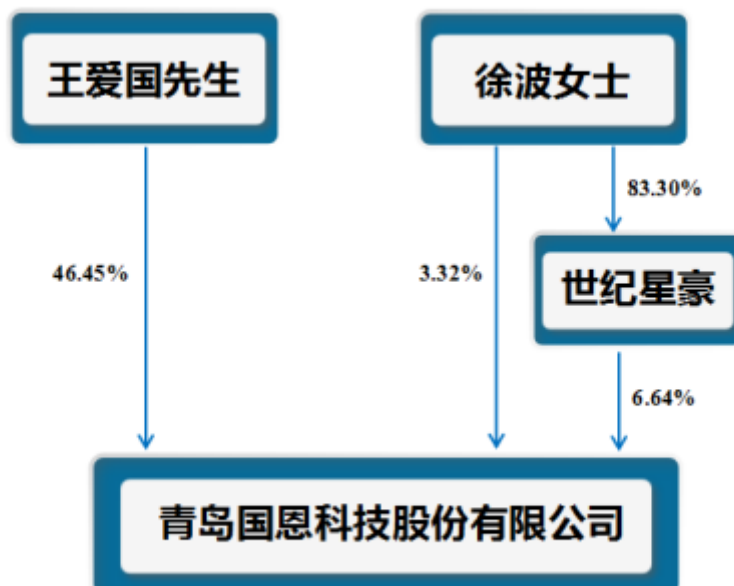 王爱国先生
徐波女士
83.30%
46.45%
3.32%
世纪星豪
6.64%
青岛国恩科技股份有限公司